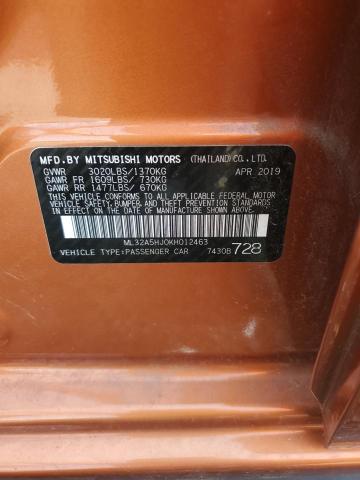 MFD.BY MITSUBISHI MOTORS (THAILAND)CO.,LTD.
GVWR 3020LBS/1370KG APR 2019
GAWR FR 1609LBS/ 730KG
GAWR RR 1477LBS/ 670KG
THIS VEHICLE CONFORMS TO ALL APPLICABLE FEDERAL MOTOR
VEHICLE SAFETY, BUMPER, AND THEFT PREVENTION STANDARDS
IN EFFECT ON THE DATE OF MANUFACTURE SHOWN ABOVE.
ML32A5HJ0KH012463
VEHICLE TYPE:PASSENGER CAR 7430B 728